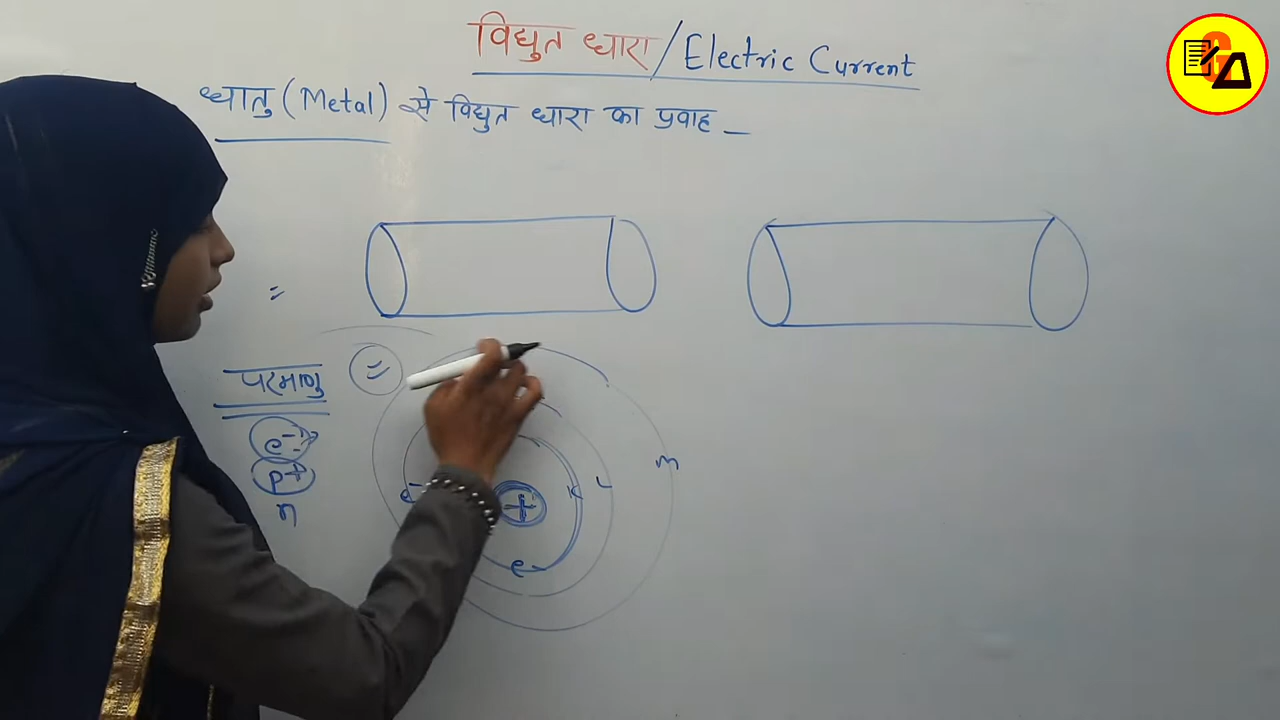 विद्युत धारा / Electric Current
धातु (Metal) से विद्युत धारा का प्रवाह _
=
परमाणु =
e-
p+
n
m
e- + K L
e-